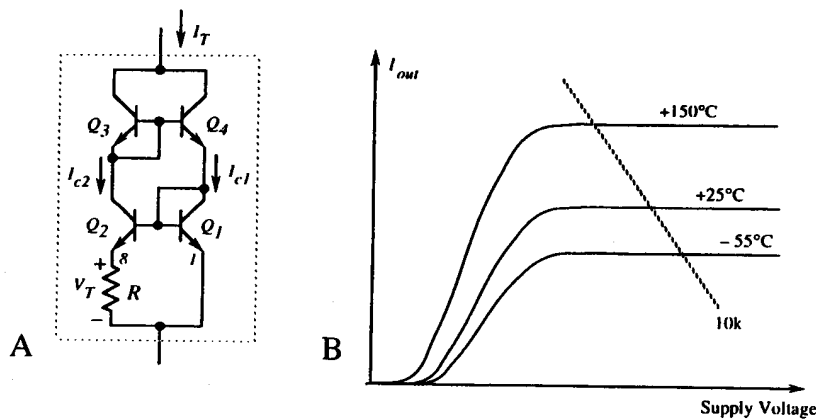 I_T
Q_3
Q_4
I_c2
I_c1
Q_2
Q_1
8
1
+
V_T
R
−
A
I_out
+150°C
+25°C
− 55°C
10k
B
Supply Voltage